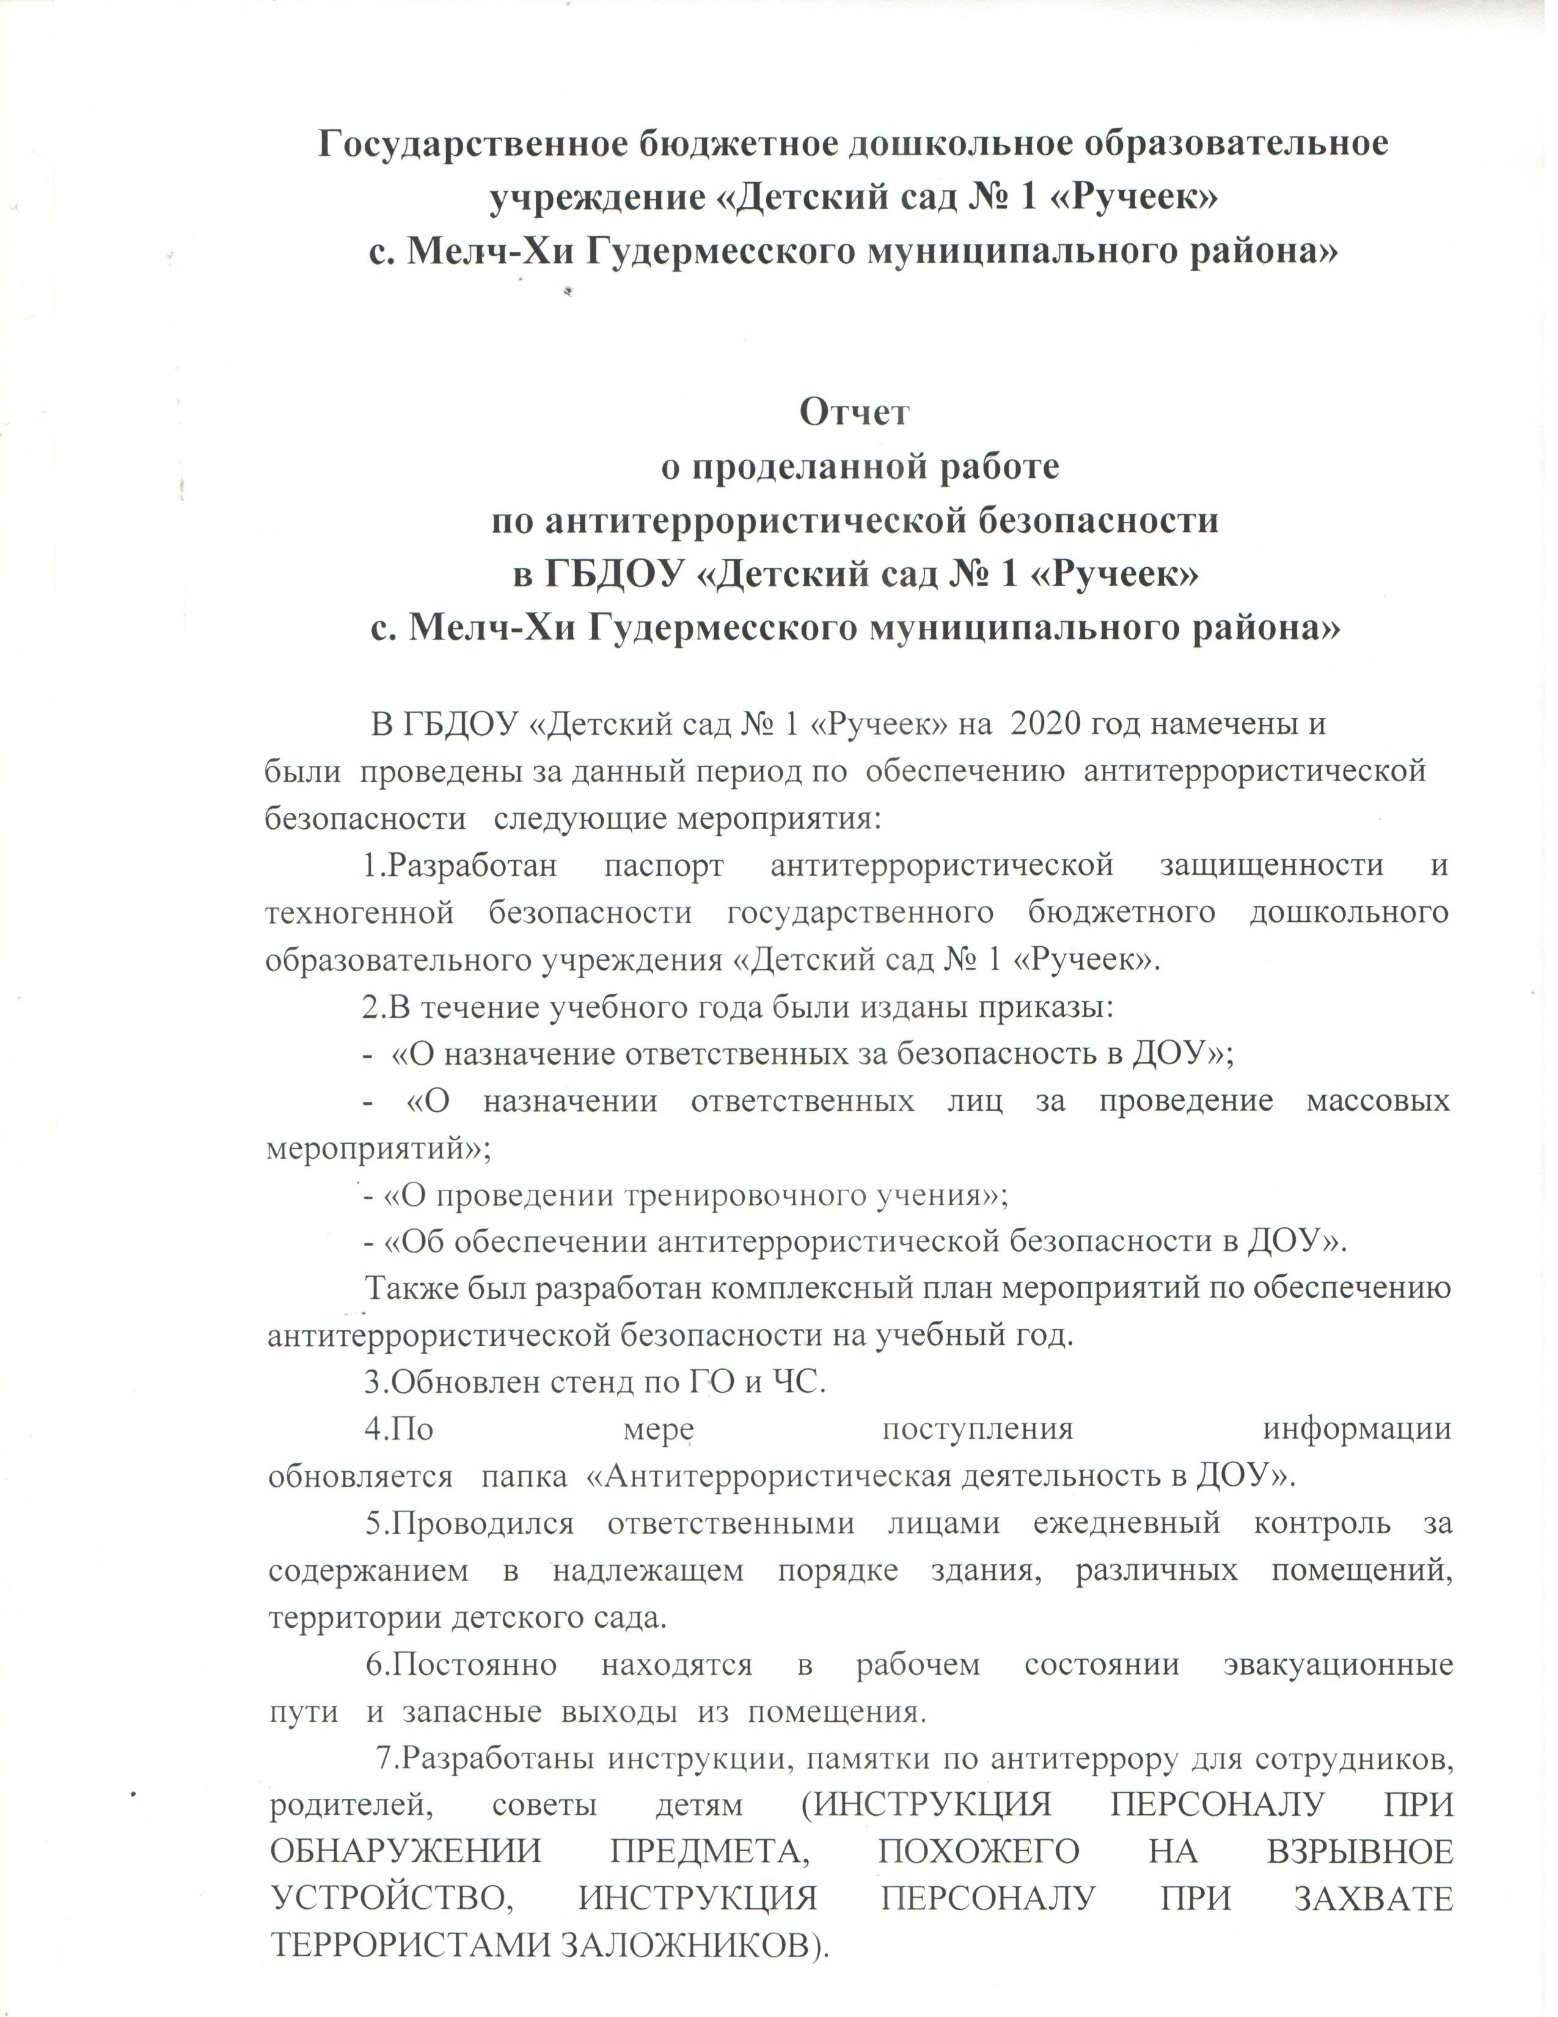 Государственное бюджетное дошкольное образовательное
учреждение «Детский сад № 1 «Ручеек»
с. Мелч-Хи Гудермесского муниципального района»
Отчет
о проделанной работе
по антитеррористической безопасности
в ГБДОУ «Детский сад № 1 «Ручеек»
с. Мелч-Хи Гудермесского муниципального района»
В ГБДОУ «Детский сад № 1 «Ручеек» на 2020 год намечены и
были проведены за данный период по обеспечению антитеррористической
безопасности следующие мероприятия:
1.Разработан паспорт антитеррористической защищенности и
техногенной безопасности государственного бюджетного дошкольного
образовательного учреждения «Детский сад № 1 «Ручеек».
2.В течение учебного года были изданы приказы:
- «О назначение ответственных за безопасность в ДОУ»;
- «О назначении ответственных лиц за проведение массовых
мероприятий»;
- «О проведении тренировочного учения»;
- «Об обеспечении антитеррористической безопасности в ДОУ».
Также был разработан комплексный план мероприятий по обеспечению
антитеррористической безопасности на учебный год.
3.Обновлен стенд по ГО и ЧС.
4.По мере поступления информации
обновляется папка «Антитеррористическая деятельность в ДОУ».
5.Проводился ответственными лицами ежедневный контроль за
содержанием в надлежащем порядке здания, различных помещений,
территории детского сада.
6.Постоянно находятся в рабочем состоянии эвакуационные
пути и запасные выходы из помещения.
7.Разработаны инструкции, памятки по антитеррору для сотрудников,
родителей, советы детям (ИНСТРУКЦИЯ ПЕРСОНАЛУ ПРИ
ОБНАРУЖЕНИИ ПРЕДМЕТА, ПОХОЖЕГО НА ВЗРЫВНОЕ
УСТРОЙСТВО, ИНСТРУКЦИЯ ПЕРСОНАЛУ ПРИ ЗАХВАТЕ
ТЕРРОРИСТАМИ ЗАЛОЖНИКОВ).